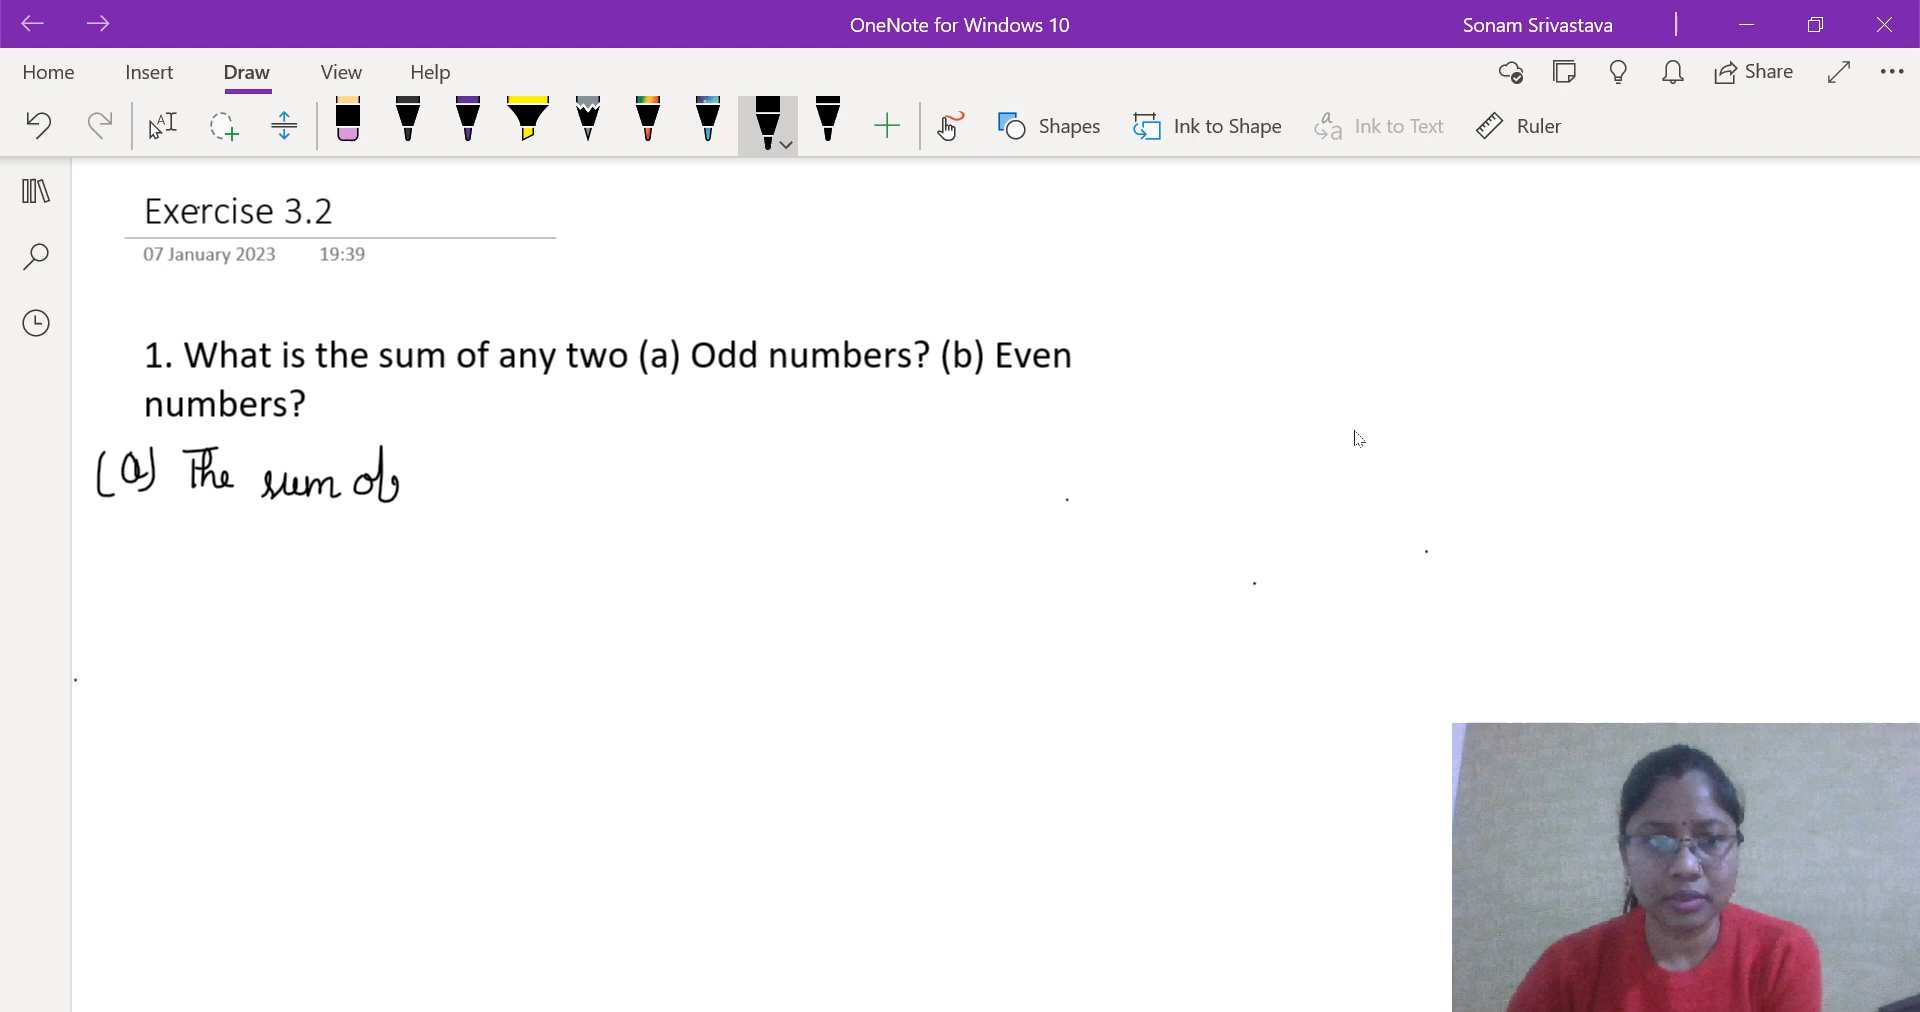 OneNote for Windows 10
Sonam Srivastava
Home Insert Draw View Help
Share
Shapes Ink to Shape Ink to Text Ruler
Exercise 3.2
07 January 2023 19:39
1. What is the sum of any two (a) Odd numbers? (b) Even
numbers?
(a) The sum of